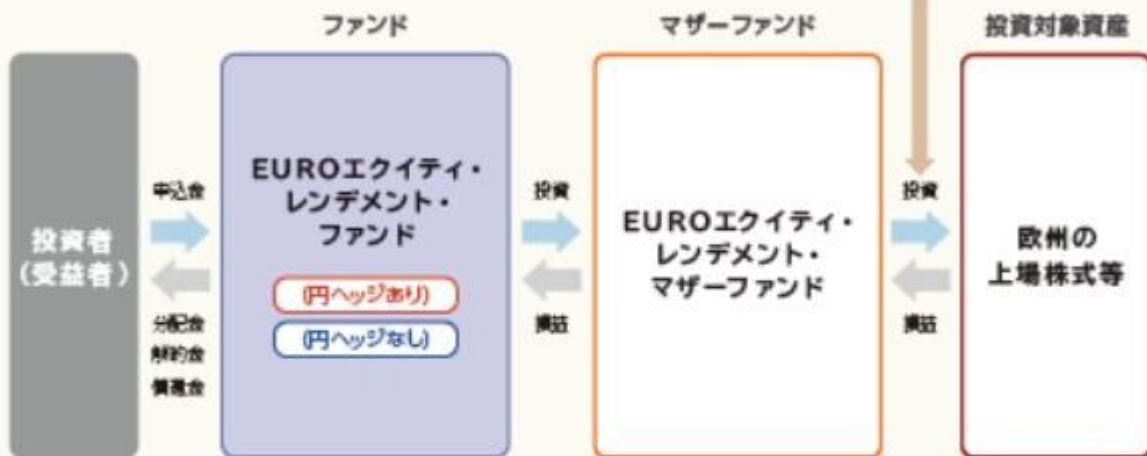 ファンド
マザーファンド
投資対象資産
投資者
(受益者)
申込金
分配金
解約金
償還金
EUROエクイティ・
レンデメント・
ファンド
(円ヘッジあり)
(円ヘッジなし)
投資
損益
EUROエクイティ・
レンデメント・
マザーファンド
投資
損益
欧州の
上場株式等